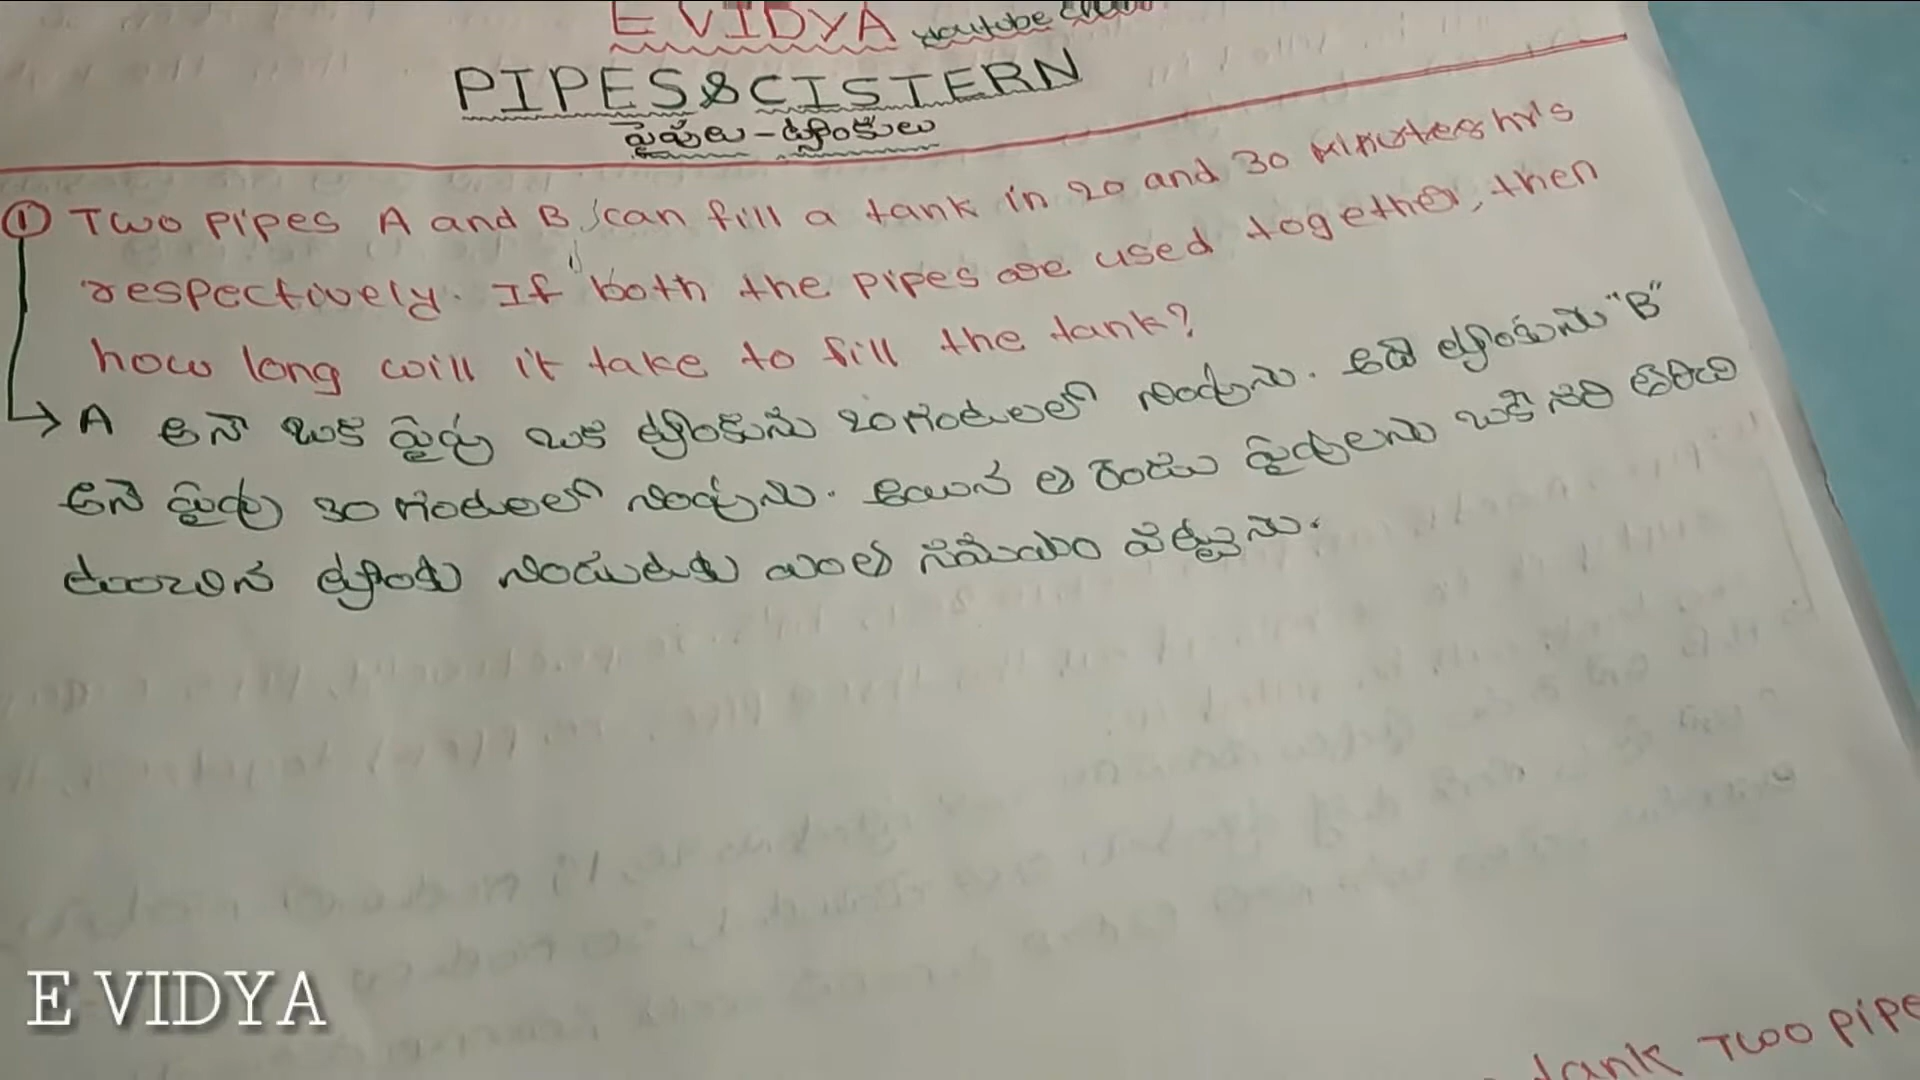 E VIDYA youtube
PIPES & CISTERN
పైపులు - ట్యాంకులు
① Two pipes A and B can fill a tank in 20 and 30 Minutes hr's
respectively. If both the pipes are used together, then
how long will it take to fill the tank?
A అనే ఒక పైపు ఒక ట్యాంకును 20 గంటలలో నింపును. అదే ట్యాంకును "B"
అనే పైపు 30 గంటలలో నింపును. అయిన ఆ రెండు పైపులను ఒకే సారి
ట్యాంకు నిండుటకు ఎంత సమయం పట్టును.
E VIDYA
tank Two pipe